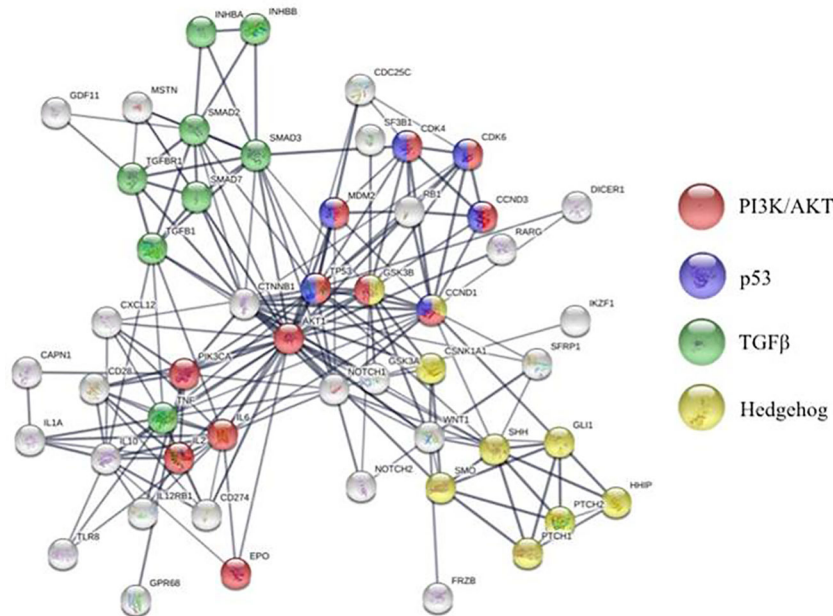 INHBA
INHBB
CDC25C
GDF11
MSTN
SMAD2
SF3B1
CDK4
CDK6
SMAD3
TGFBR1
SMAD7
MDM2
RB1
CCND3
DICER1
PI3K/AKT
TGFB1
RARG
CTNNB1
TP53
GSK3B
p53
CXCL12
AKT1
CCND1
IKZF1
TGFβ
CAPN1
CD28
PIK3CA
NOTCH1
GSK3A
CSNK1A1
SFRP1
Hedgehog
TNF
IL6
WNT1
IL1A
IL10
IL2
SHH
GLI1
NOTCH2
SMO
HHIP
IL12RB1
CD274
PTCH2
TLR8
EPO
PTCH1
GPR68
FRZB